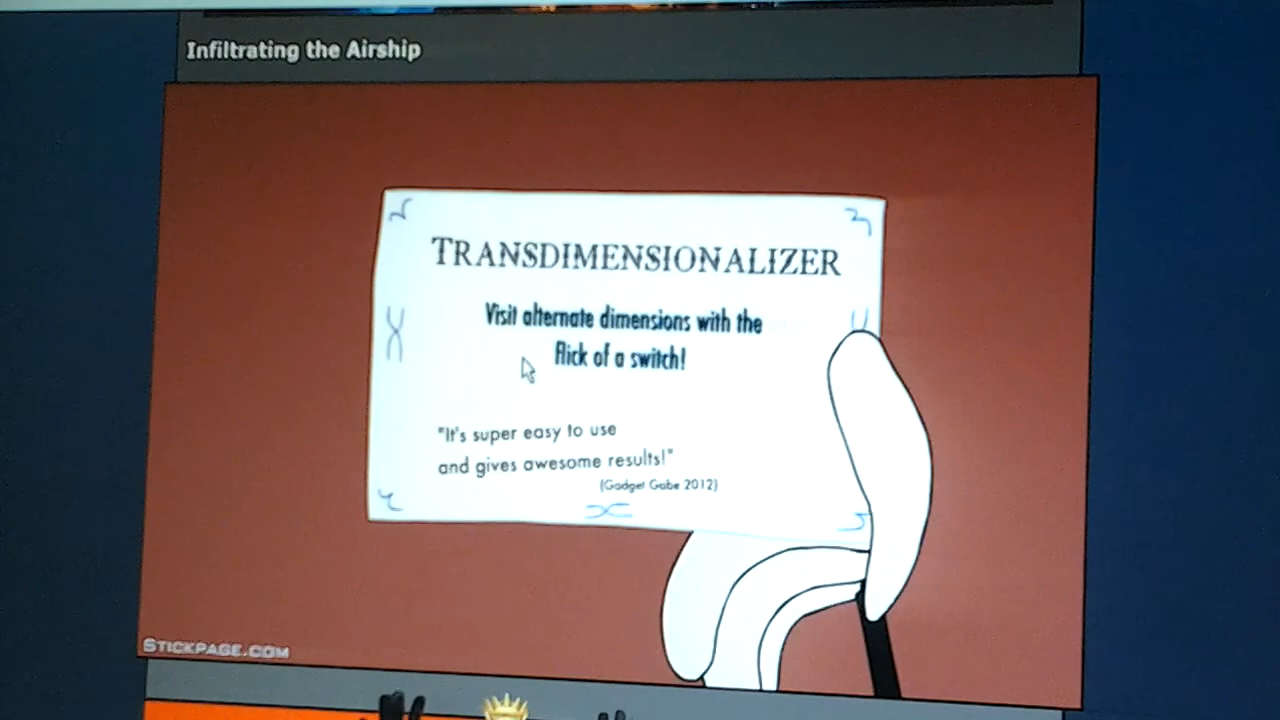 Infiltrating the Airship
TRANSDIMENSIONALIZER
Visit alternate dimensions with the
flick of a switch!
"It's super easy to use
and gives awesome results!"
(Gadget Gabe 2012)
STICKPAGE.COM